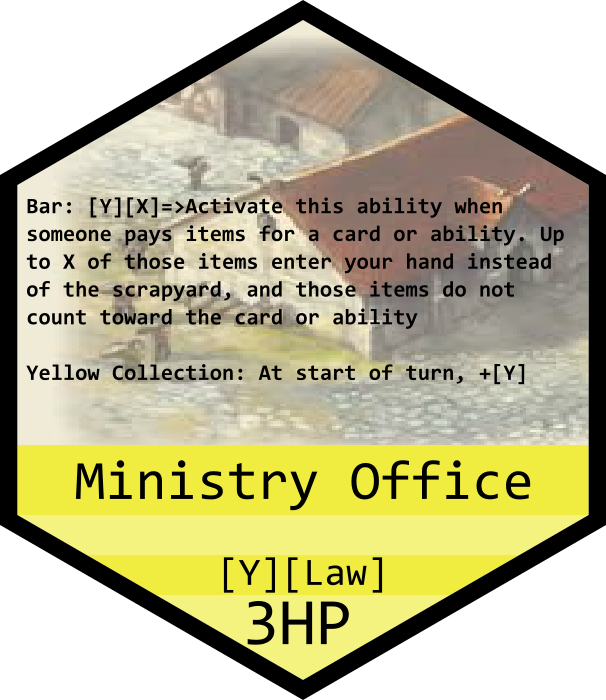 Bar: [Y][X]=>Activate this ability when
someone pays items for a card or ability. Up
to X of those items enter your hand instead
of the scrapyard, and those items do not
count toward the card or ability
Yellow Collection: At start of turn, +[Y]
Ministry Office
[Y][Law]
3HP